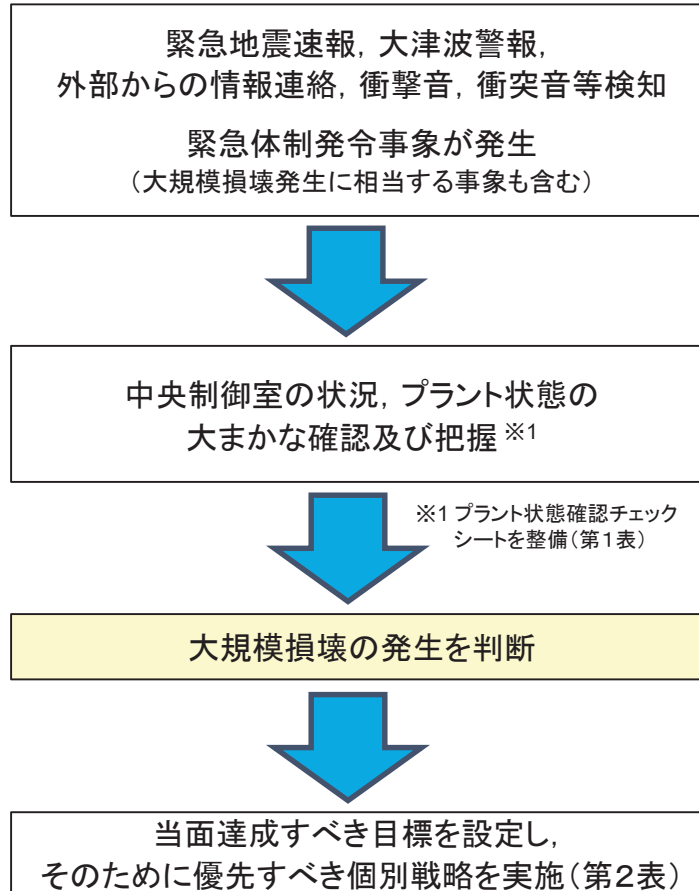 緊急地震速報，大津波警報，
外部からの情報連絡，衝撃音，衝突音等検知
緊急体制発令事象が発生
（大規模損壊発生に相当する事象も含む）
中央制御室の状況，プラント状態の
大まかな確認及び把握※1
※1 プラント状態確認チェック
シートを整備（第１表）
大規模損壊の発生を判断
当面達成すべき目標を設定し，
そのために優先すべき個別戦略を実施（第２表）